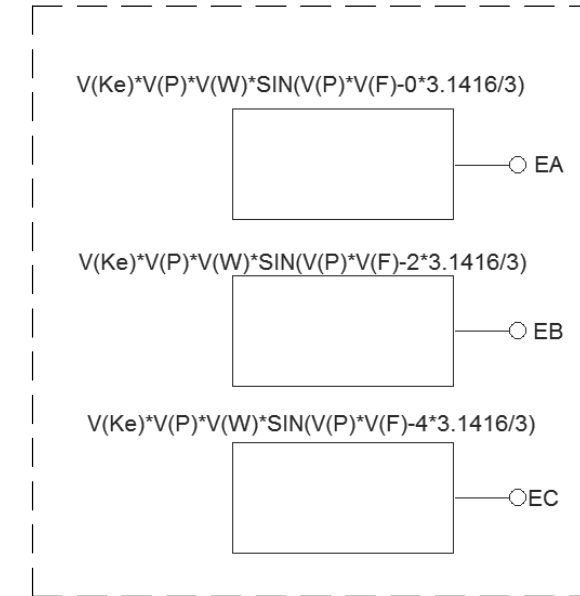 V(Ke)*V(P)*V(W)*SIN(V(P)*V(F)-0*3.1416/3)
EA
V(Ke)*V(P)*V(W)*SIN(V(P)*V(F)-2*3.1416/3)
EB
V(Ke)*V(P)*V(W)*SIN(V(P)*V(F)-4*3.1416/3)
EC